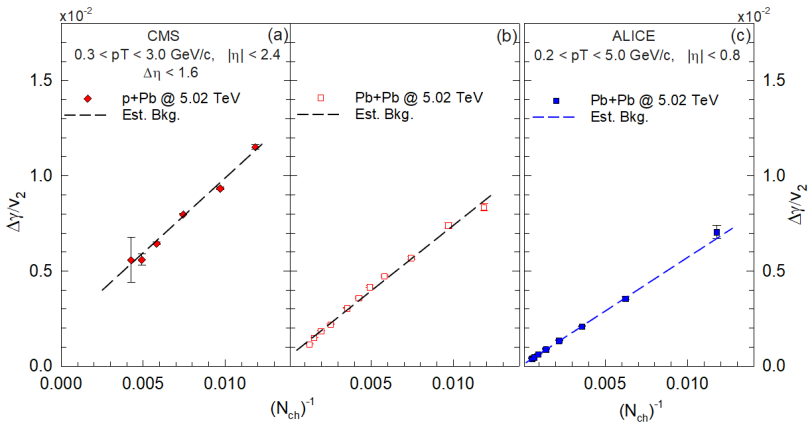 x10⁻²
x10⁻²
CMS
(a)
0.3 < pT < 3.0 GeV/c, |η| < 2.4
Δη < 1.6
p+Pb @ 5.02 TeV
Est. Bkg.
(b)
Pb+Pb @ 5.02 TeV
Est. Bkg.
ALICE
(c)
0.2 < pT < 5.0 GeV/c, |η| < 0.8
Pb+Pb @ 5.02 TeV
Est. Bkg.
1.5
1.0
0.5
0.0
Δγ/v₂
1.5
1.0
0.5
0.0
Δγ/v₂
0.000
0.005
0.010
0.005
0.010
0.005
0.010
(N_ch)⁻¹
(N_ch)⁻¹